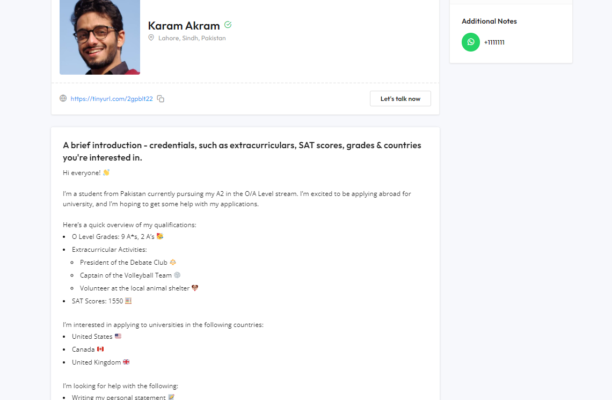 Karam Akram
Lahore, Sindh, Pakistan
https://tinyurl.com/2gpblt22
Let's talk now
Additional Notes
+1111111
A brief introduction - credentials, such as extracurriculars, SAT scores, grades & countries
you're interested in.
Hi everyone! 👋
I'm a student from Pakistan currently pursuing my A2 in the O/A Level stream. I'm excited to be applying abroad for
university, and I'm hoping to get some help with my applications.
Here's a quick overview of my qualifications:
• O Level Grades: 9 A*s, 2 A's
• Extracurricular Activities:
President of the Debate Club
Captain of the Volleyball Team 🏐
Volunteer at the local animal shelter 🐶
• SAT Scores: 1550
I'm interested in applying to universities in the following countries:
• United States 🇺🇸
• Canada 🇨🇦
• United Kingdom 🇬🇧
I'm looking for help with the following:
• Writing my personal statement 📝